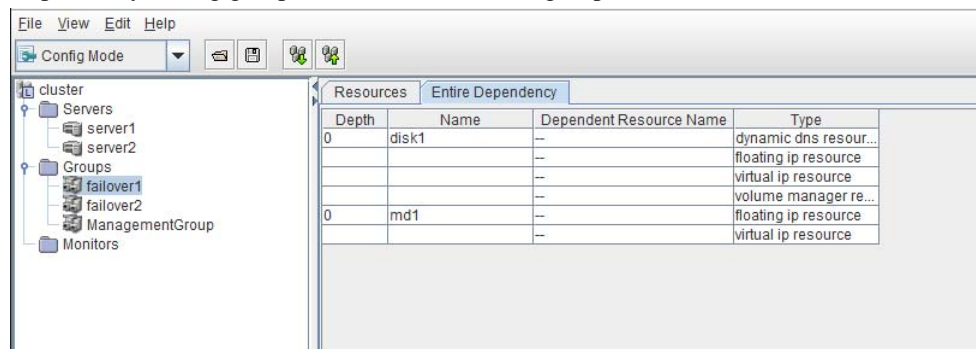 File View Edit Help
Config Mode
cluster
Servers
server1
server2
Groups
failover1
failover2
ManagementGroup
Monitors
Resources Entire Dependency
Depth Name Dependent Resource Name Type
0 disk1 -- dynamic dns resour...
-- floating ip resource
-- virtual ip resource
-- volume manager re...
0 md1 -- floating ip resource
-- virtual ip resource